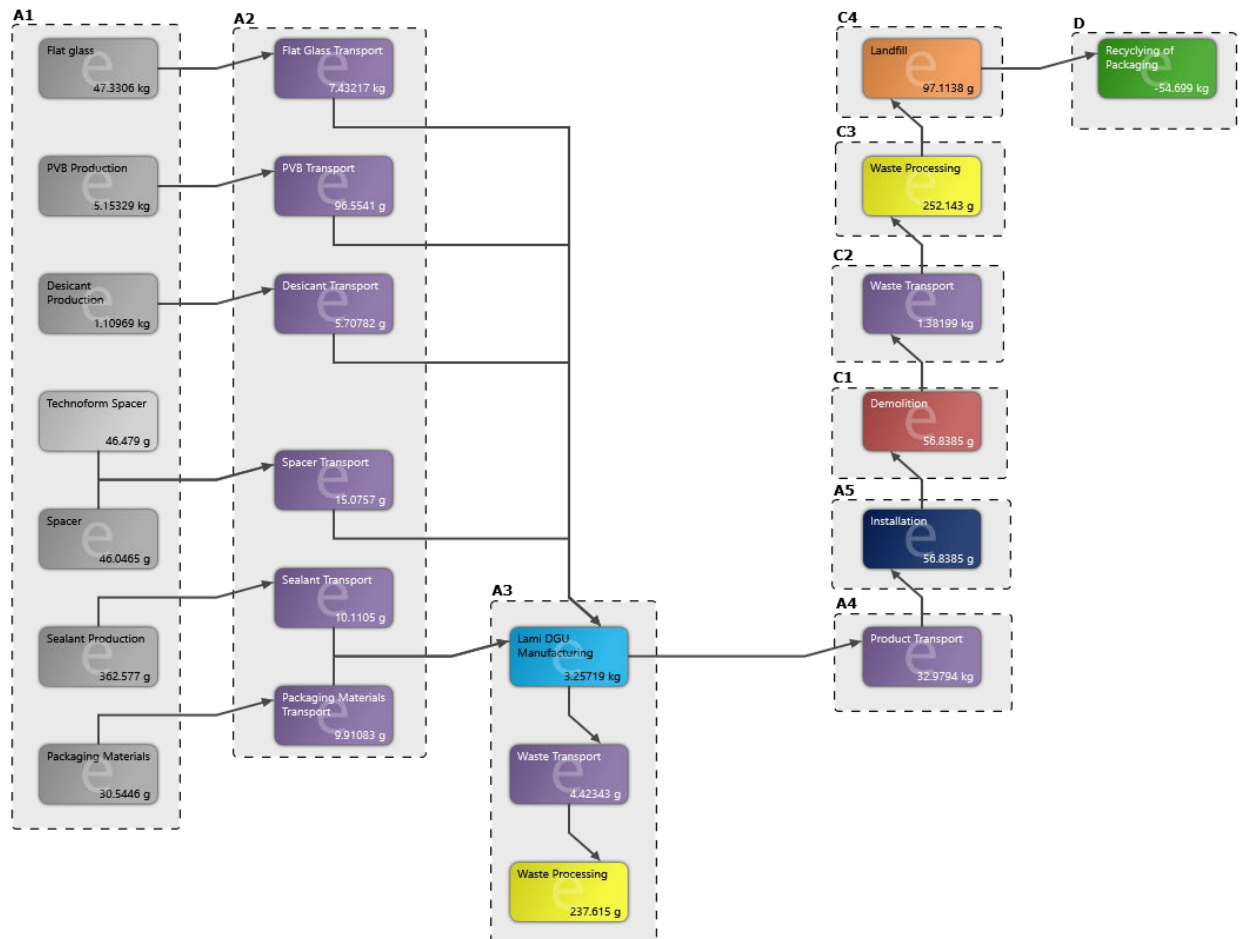 A1
Flat glass
47.3306 kg
PVB Production
5.15329 kg
Desicant
Production
1.10969 kg
Technoform Spacer
46.479 g
Spacer
46.0465 g
Sealant Production
362.577 g
Packaging Materials
30.5446 g
A2
Flat Glass Transport
7.43217 kg
PVB Transport
96.5541 g
Desicant Transport
5.70782 g
Spacer Transport
15.0757 g
Sealant Transport
10.1105 g
Packaging Materials
Transport
9.91083 g
A3
Lami DGU
Manufacturing
3.25719 kg
Waste Transport
4.42343 kg
Waste Processing
237.615 g
C4
Landfill
97.1138 g
C3
Waste Processing
252.143 g
C2
Waste Transport
1.38199 kg
C1
Demolition
56.8385 g
A5
Installation
56.8385 g
A4
Product Transport
32.9794 kg
D
Recyclying of
Packaging
-54.699 kg